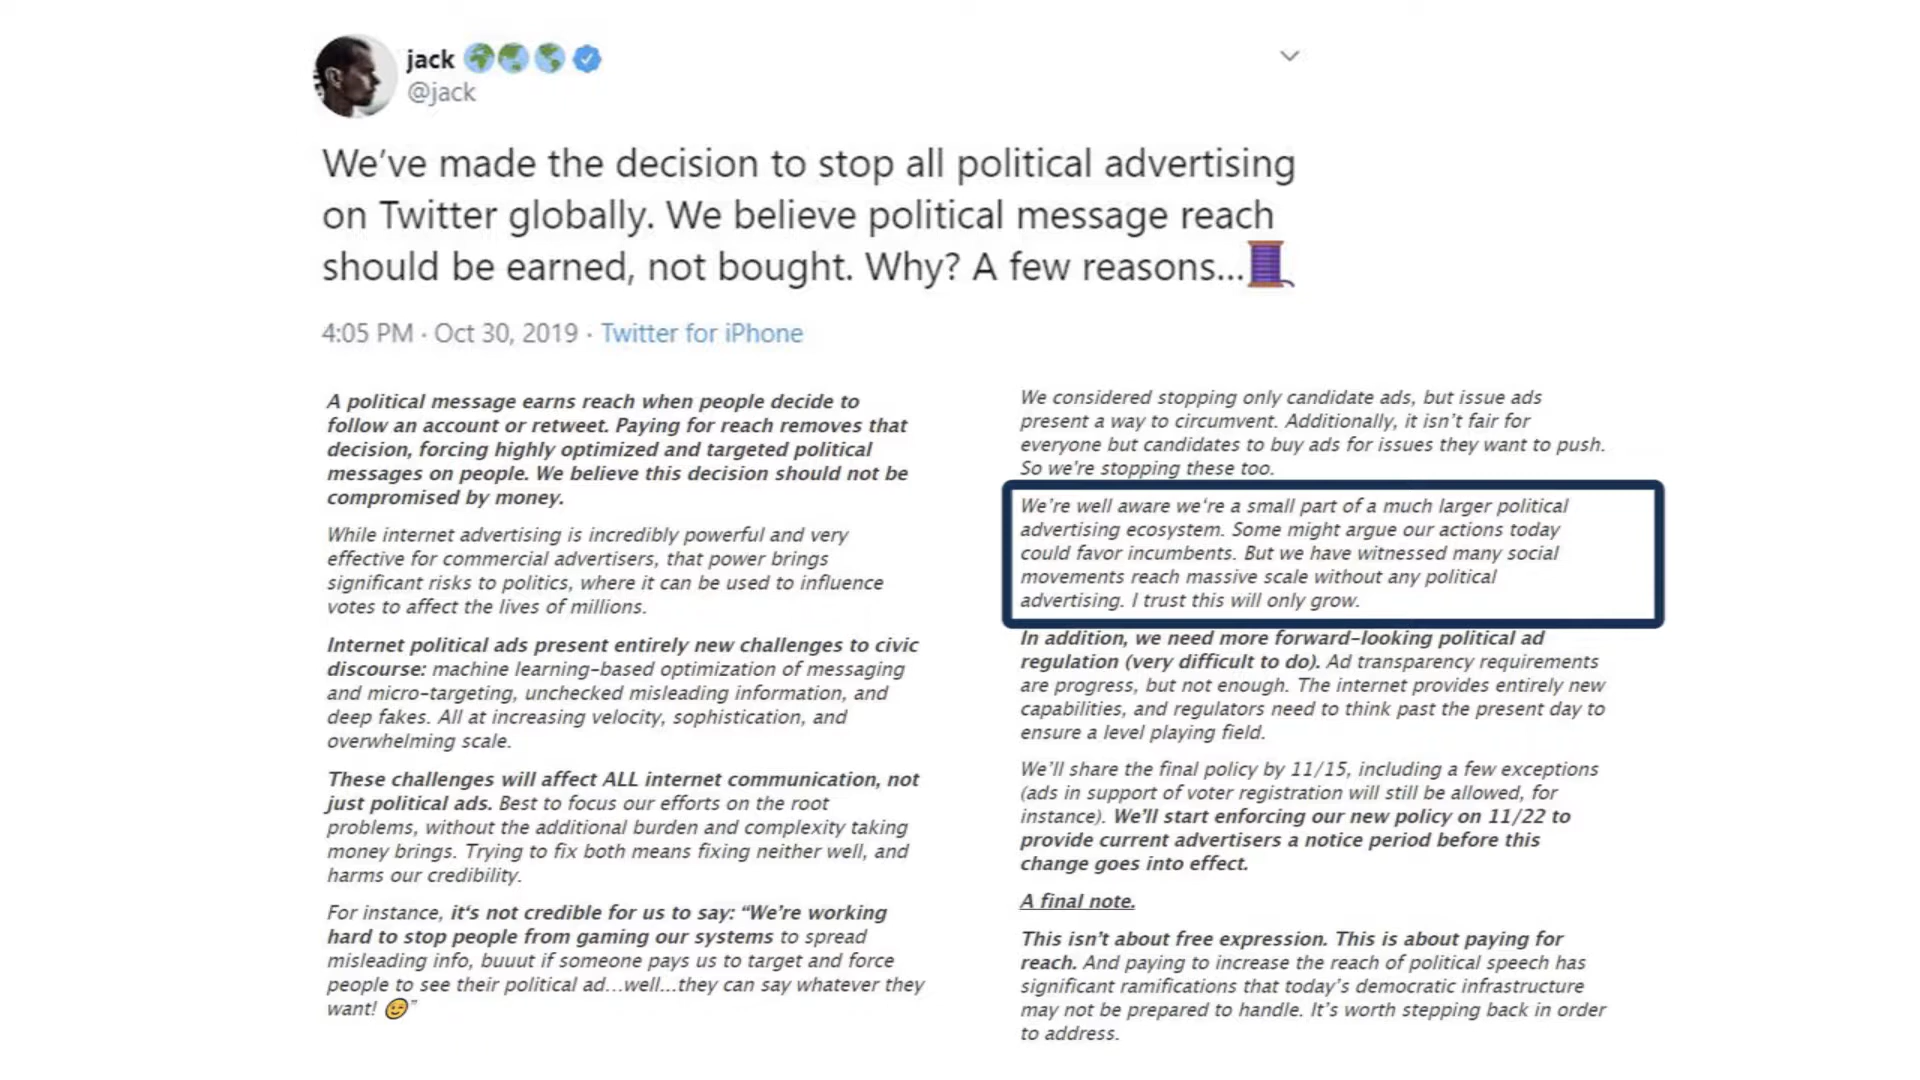 jack
@jack
We've made the decision to stop all political advertising
on Twitter globally. We believe political message reach
should be earned, not bought. Why? A few reasons…
4:05 PM · Oct 30, 2019 · Twitter for iPhone
A political message earns reach when people decide to
follow an account or retweet. Paying for reach removes that
decision, forcing highly optimized and targeted political
messages on people. We believe this decision should not be
compromised by money.
While internet advertising is incredibly powerful and very
effective for commercial advertisers, that power brings
significant risks to politics, where it can be used to influence
votes to affect the lives of millions.
Internet political ads present entirely new challenges to civic
discourse: machine learning-based optimization of messaging
and micro-targeting, unchecked misleading information, and
deep fakes. All at increasing velocity, sophistication, and
overwhelming scale.
These challenges will affect ALL internet communication, not
just political ads. Best to focus our efforts on the root
problems, without the additional burden and complexity taking
money brings. Trying to fix both means fixing neither well, and
harms our credibility.
For instance, it‘s not credible for us to say: “We’re working
hard to stop people from gaming our systems to spread
misleading info, buuut if someone pays us to target and force
people to see their political ad…well...they can say whatever they
want! 😉”
We considered stopping only candidate ads, but issue ads
present a way to circumvent. Additionally, it isn’t fair for
everyone but candidates to buy ads for issues they want to push.
So we're stopping these too.
We’re well aware we‘re a small part of a much larger political
advertising ecosystem. Some might argue our actions today
could favor incumbents. But we have witnessed many social
movements reach massive scale without any political
advertising. I trust this will only grow.
In addition, we need more forward-looking political ad
regulation (very difficult to do). Ad transparency requirements
are progress, but not enough. The internet provides entirely new
capabilities, and regulators need to think past the present day to
ensure a level playing field.
We’ll share the final policy by 11/15, including a few exceptions
(ads in support of voter registration will still be allowed, for
instance). We’ll start enforcing our new policy on 11/22 to
provide current advertisers a notice period before this
change goes into effect.
A final note.
This isn’t about free expression. This is about paying for
reach. And paying to increase the reach of political speech has
significant ramifications that today’s democratic infrastructure
may not be prepared to handle. It’s worth stepping back in order
to address.